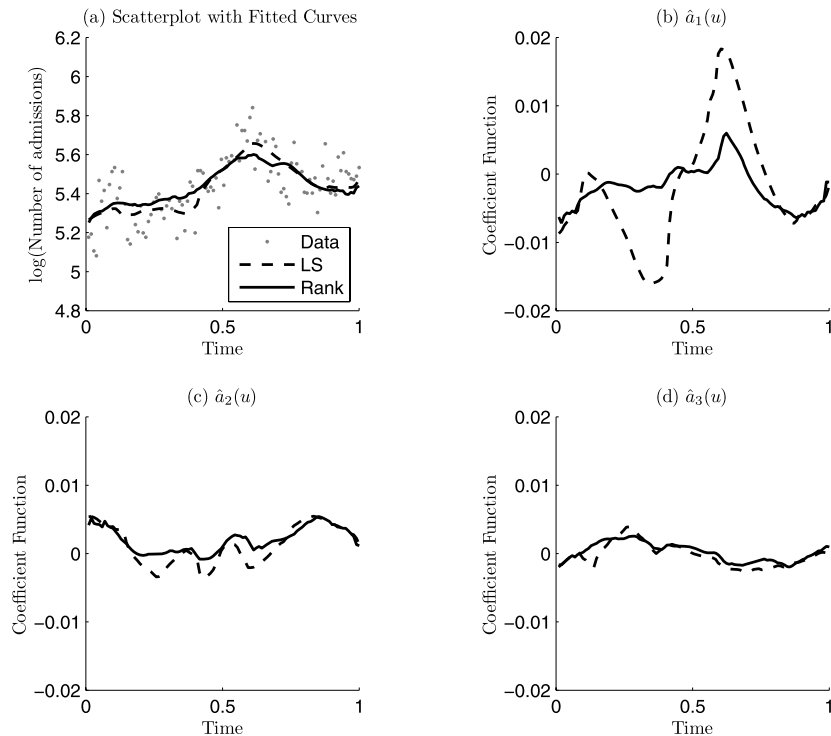 (a) Scatterplot with Fitted Curves
6.2
6
5.8
5.6
5.4
5.2
5
4.8
log(Number of admissions)
Data
LS
Rank
0
0.5
1
Time
(b) â₁(u)
0.02
0.01
0
−0.01
−0.02
Coefficient Function
0
0.5
1
Time
(c) â₂(u)
0.02
0.01
0
−0.01
−0.02
Coefficient Function
0
0.5
1
Time
(d) â₃(u)
0.02
0.01
0
−0.01
−0.02
Coefficient Function
0
0.5
1
Time